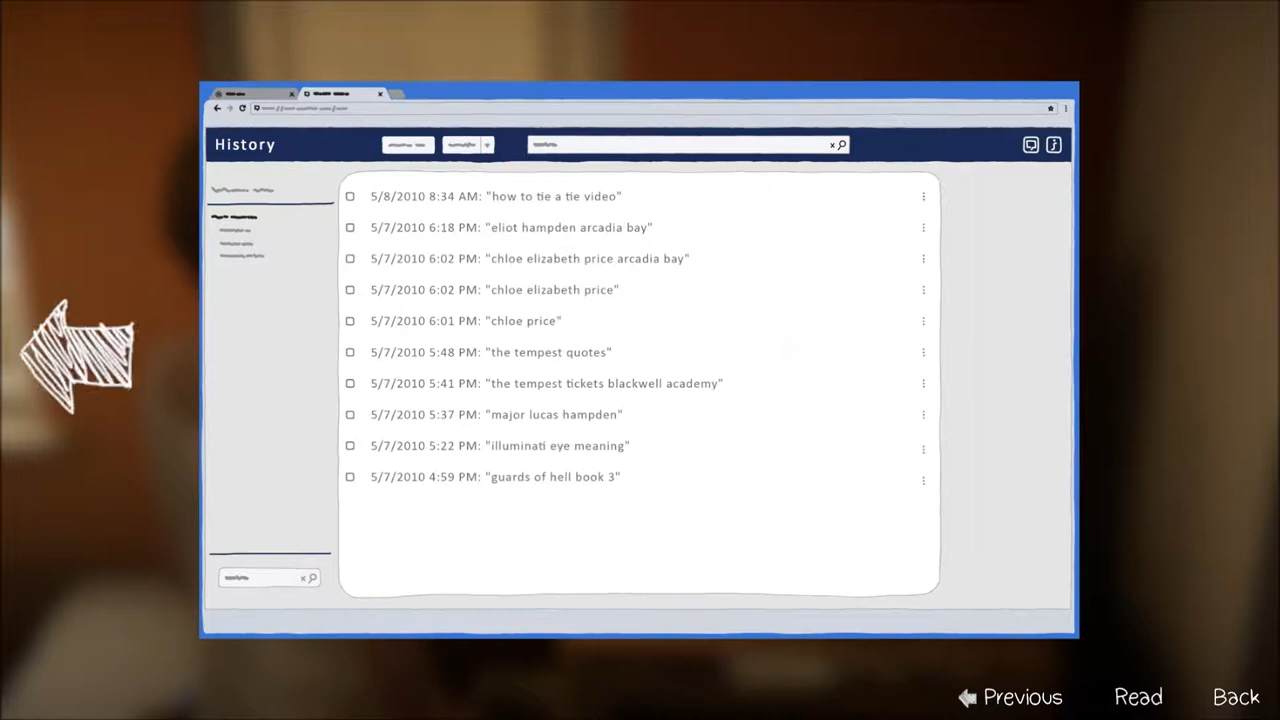 History
5/8/2010 8:34 AM: "how to tie a tie video"
5/7/2010 6:18 PM: "eliot hampden arcadia bay"
5/7/2010 6:02 PM: "chloe elizabeth price arcadia bay"
5/7/2010 6:02 PM: "chloe elizabeth price"
5/7/2010 6:01 PM: "chloe price"
5/7/2010 5:48 PM: "the tempest quotes"
5/7/2010 5:41 PM: "the tempest tickets blackwell academy"
5/7/2010 5:37 PM: "major lucas hampden"
5/7/2010 5:22 PM: "illuminati eye meaning"
5/7/2010 4:59 PM: "guards of hell book 3"
Previous Read Back